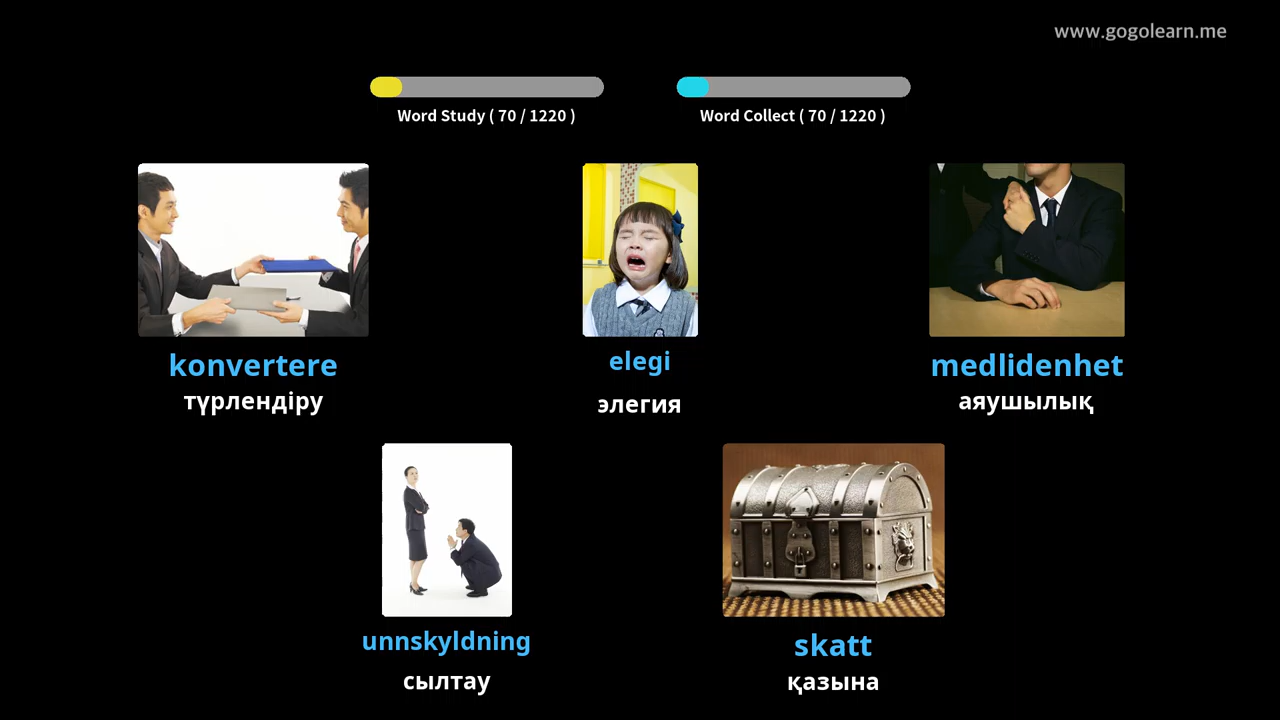 www.gogolearn.me
Word Study ( 70 / 1220 )
Word Collect ( 70 / 1220 )
konvertere
түрлендіру
elegi
элегия
medlidenhet
аяушылық
unnskyldning
сылтау
skatt
қазына